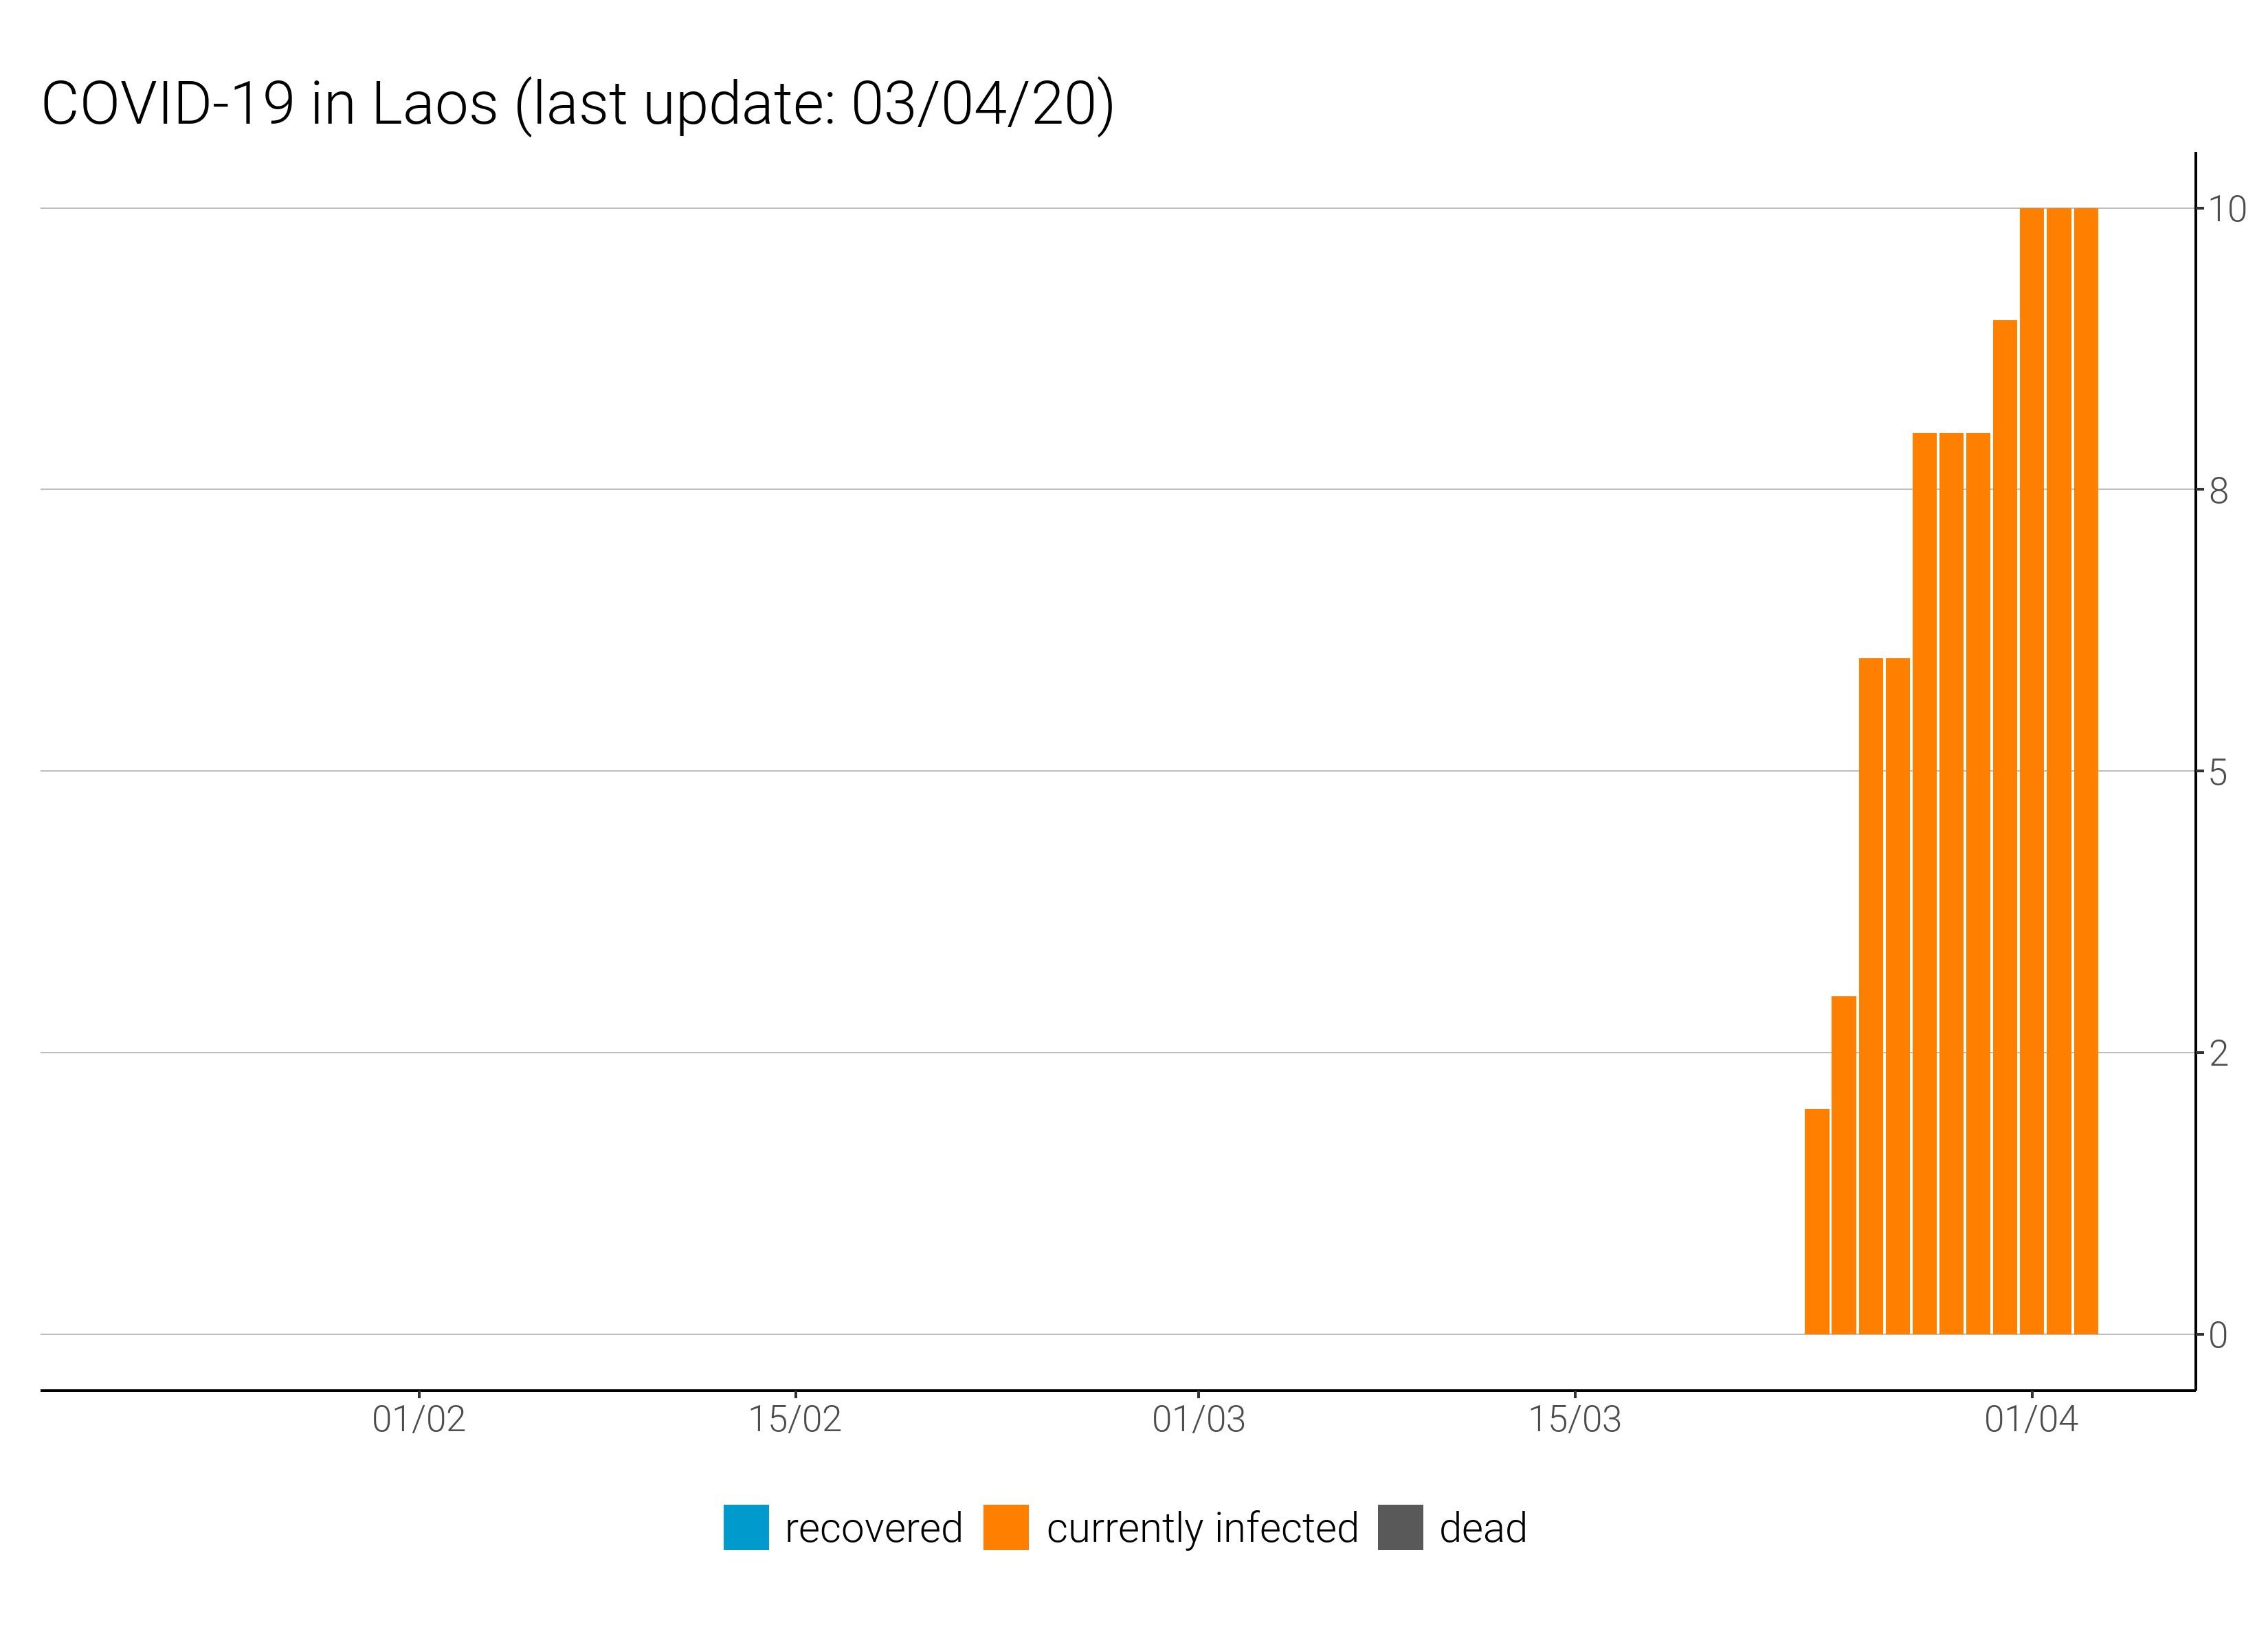 COVID-19 in Laos (last update: 03/04/20)
10
8
5
2
0
01/02 15/02 01/03 15/03 01/04
recovered currently infected dead